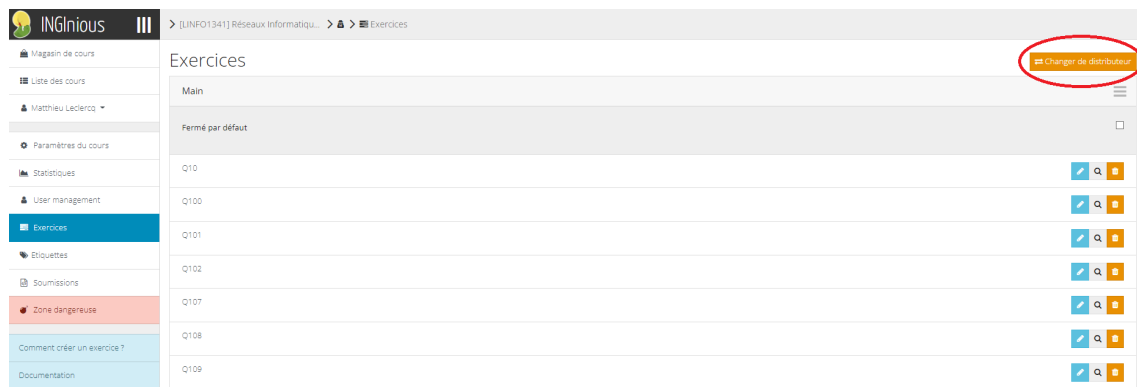 INGInious
[LINFO1341] Réseaux Informatiqu... Exercices
Magasin de cours
Liste des cours
Matthieu Leclercq
Paramètres du cours
Statistiques
User management
Exercices
Etiquettes
Soumissions
Zone dangereuse
Comment créer un exercice ?
Documentation
Exercices
Changer de distributeur
Main
Fermé par défaut
Q10
Q100
Q101
Q102
Q107
Q108
Q109